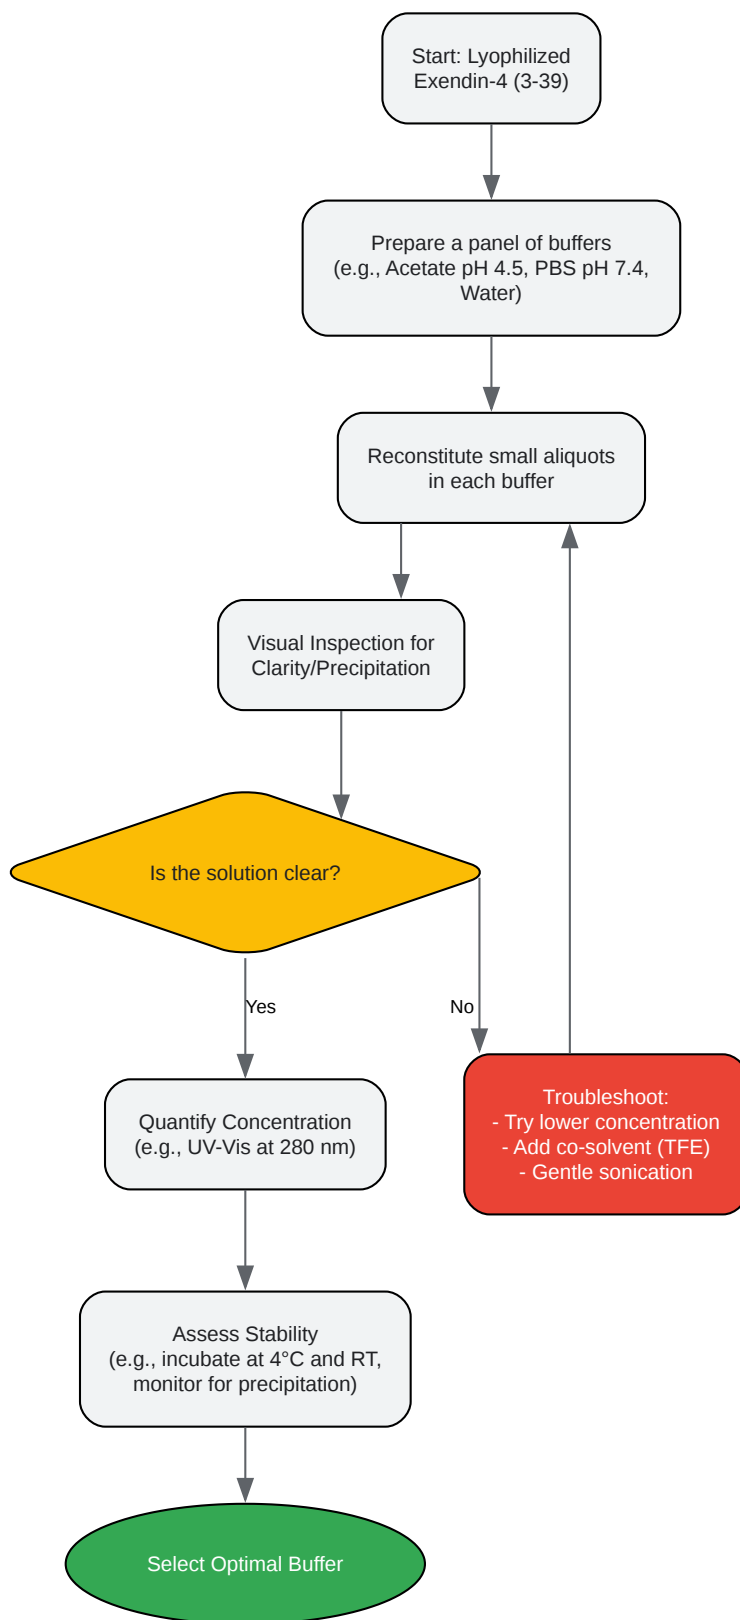 Start: Lyophilized
Exendin-4 (3-39)
Prepare a panel of buffers
(e.g., Acetate pH 4.5, PBS pH 7.4,
Water)
Reconstitute small aliquots
in each buffer
Visual Inspection for
Clarity/Precipitation
Is the solution clear?
Yes
No
Quantify Concentration
(e.g., UV-Vis at 280 nm)
Troubleshoot:
- Try lower concentration
- Add co-solvent (TFE)
- Gentle sonication
Assess Stability
(e.g., incubate at 4°C and RT,
monitor for precipitation)
Select Optimal Buffer